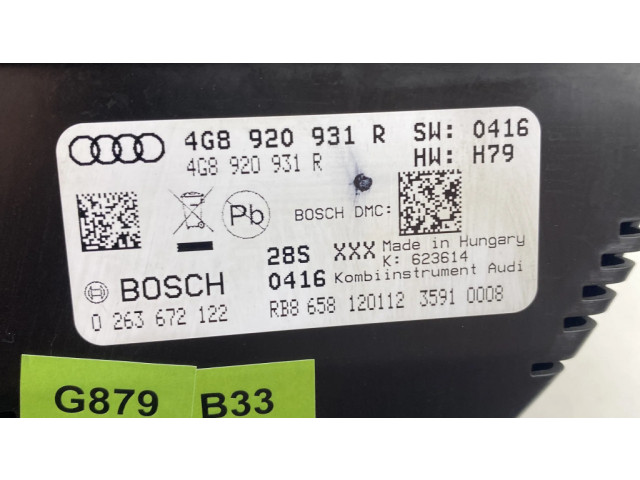 4G8 920 931 R SW: 0416
4G8 920 931 R HW: H79
Pb
BOSCH DMC:
28S XXX Made in Hungary
K: 623614
BOSCH 0416 Kombiinstrument Audi
0 263 672 122 RB8 658 120112 3591 0008
G879 B33